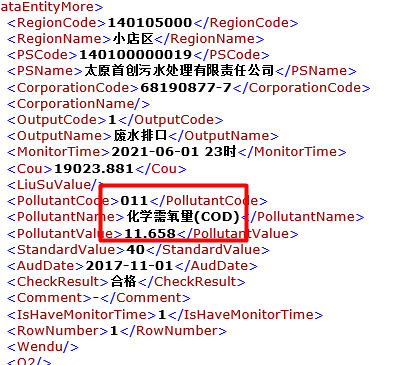 ataEntityMore>
<RegionCode>140105000</RegionCode>
<RegionName>小店区</RegionName>
<PSCode>140100000019</PSCode>
<PSName>太原首创污水处理有限责任公司</PSName>
<CorporationCode>68190877-7</CorporationCode>
<CorporationName/>
<OutputCode>1</OutputCode>
<OutputName>废水排口</OutputName>
<MonitorTime>2021-06-01 23时</MonitorTime>
<Cou>19023.881</Cou>
<LiuSuValue/>
<PollutantCode>011</PollutantCode>
<PollutantName>化学需氧量(COD)</PollutantName>
<PollutantValue>11.658</PollutantValue>
<StandardValue>40</StandardValue>
<AudDate>2017-11-01</AudDate>
<CheckResult>合格</CheckResult>
<Comment>-</Comment>
<IsHaveMonitorTime>1</IsHaveMonitorTime>
<RowNumber>1</RowNumber>
<Wendu/>
<O2/>